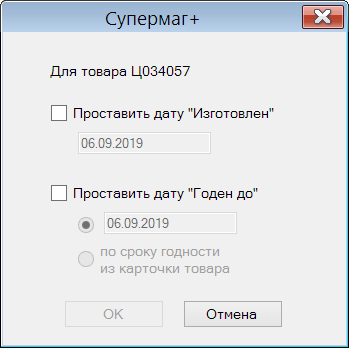 Супермаг+
Для товара Ц034057
Проставить дату "Изготовлен"
06.09.2019
Проставить дату "Годен до"
06.09.2019
по сроку годности
из карточки товара
OK
Отмена